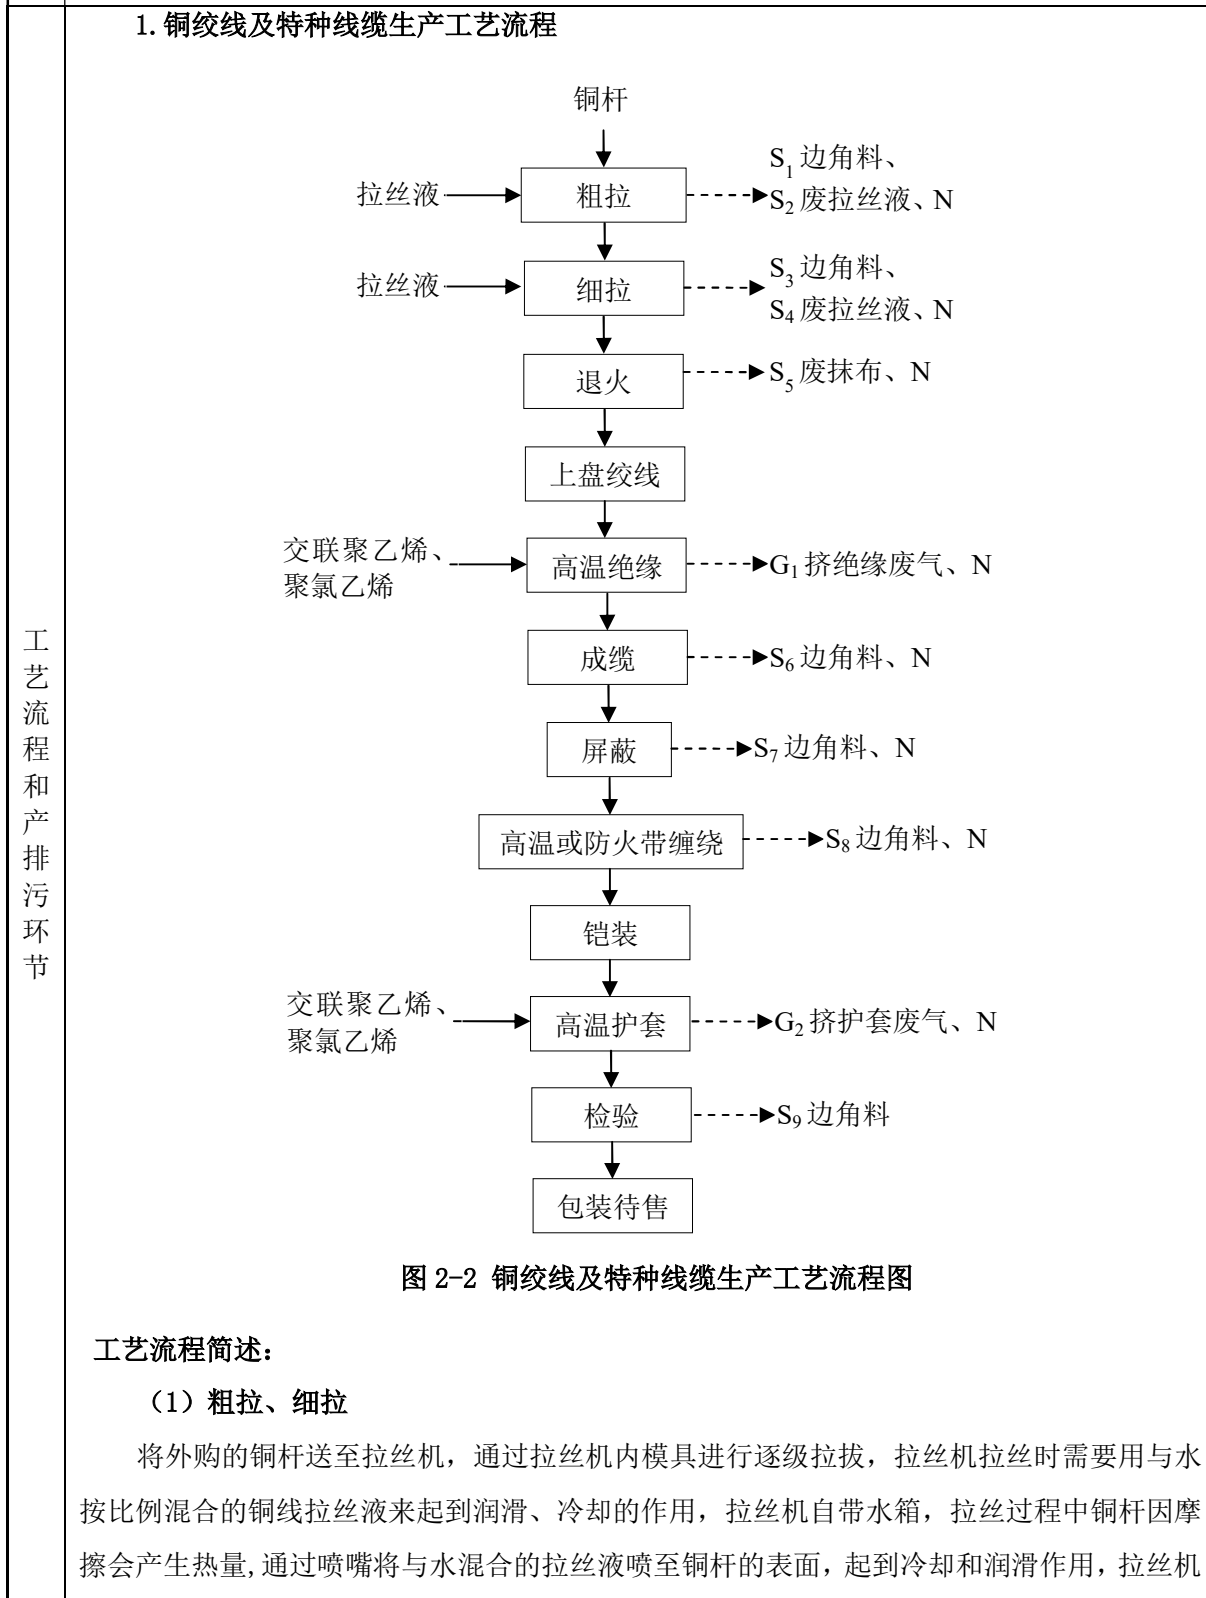 1.铜绞线及特种线缆生产工艺流程
铜杆
拉丝液
粗拉
S1 边角料、
S2 废拉丝液、N
拉丝液
细拉
S3 边角料、
S4 废拉丝液、N
退火
S5 废抹布、N
上盘绞线
交联聚乙烯、
聚氯乙烯
高温绝缘
G1 挤绝缘废气、N
成缆
S6 边角料、N
屏蔽
S7 边角料、N
高温或防火带缠绕
S8 边角料、N
铠装
交联聚乙烯、
聚氯乙烯
高温护套
G2 挤护套废气、N
检验
S9 边角料
包装待售
图 2-2 铜绞线及特种线缆生产工艺流程图
工
艺
流
程
和
产
排
污
环
节
工艺流程简述：
（1）粗拉、细拉
将外购的铜杆送至拉丝机，通过拉丝机内模具进行逐级拉拔，拉丝机拉丝时需要用与水
按比例混合的铜线拉丝液来起到润滑、冷却的作用，拉丝机自带水箱，拉丝过程中铜杆因摩
擦会产生热量,通过喷嘴将与水混合的拉丝液喷至铜杆的表面，起到冷却和润滑作用，拉丝机